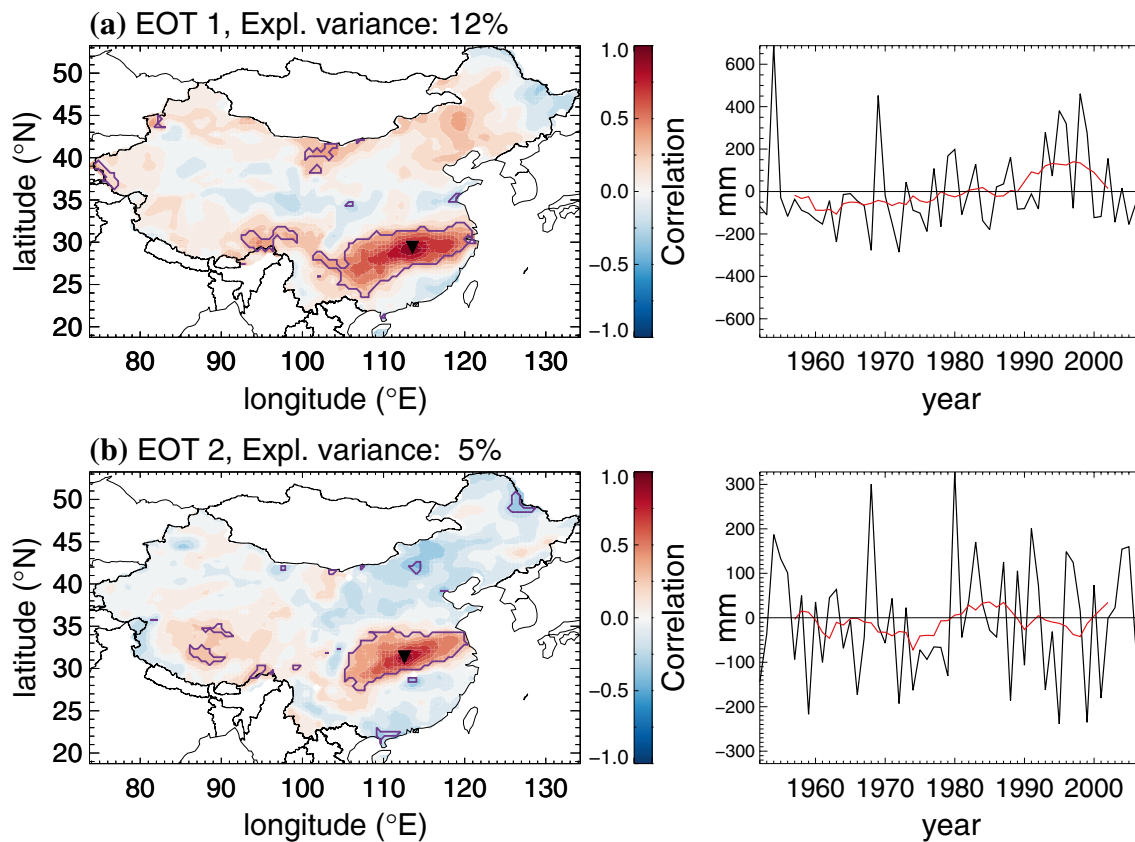 (a) EOT 1, Expl. variance: 12%
latitude (°N)
50
45
40
35
30
25
20
80 90 100 110 120 130
longitude (°E)
1.0
0.5
0.0
−0.5
−1.0
Correlation
mm
600
400
200
0
-200
-400
-600
1960 1970 1980 1990 2000
year
(b) EOT 2, Expl. variance: 5%
latitude (°N)
50
45
40
35
30
25
20
80 90 100 110 120 130
longitude (°E)
1.0
0.5
0.0
−0.5
−1.0
Correlation
mm
300
200
100
0
-100
-200
-300
1960 1970 1980 1990 2000
year